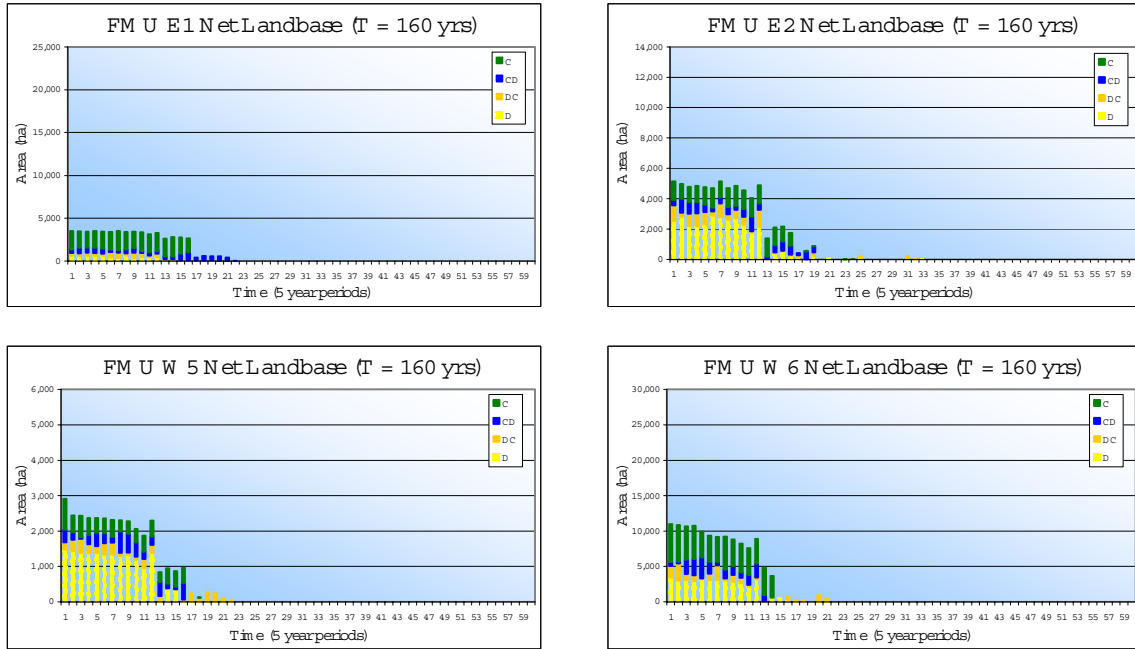 FMU E1 Net Landbase (T = 160 yrs)
25,000
20,000
15,000
10,000
5,000
0
Area (ha)
C
CD
DC
D
1 3 5 7 9 11 13 15 17 19 21 23 25 27 29 31 33 35 37 39 41 43 45 47 49 51 53 55 57 59
Time (5 year periods)
FMU E2 Net Landbase (T = 160 yrs)
14,000
12,000
10,000
8,000
6,000
4,000
2,000
0
Area (ha)
C
CD
DC
D
1 3 5 7 9 11 13 15 17 19 21 23 25 27 29 31 33 35 37 39 41 43 45 47 49 51 53 55 57 59
Time (5 year periods)
FMU W5 Net Landbase (T = 160 yrs)
6,000
5,000
4,000
3,000
2,000
1,000
0
Area (ha)
C
CD
DC
D
1 3 5 7 9 11 13 15 17 19 21 23 25 27 29 31 33 35 37 39 41 43 45 47 49 51 53 55 57 59
Time (5 year periods)
FMU W6 Net Landbase (T = 160 yrs)
30,000
25,000
20,000
15,000
10,000
5,000
0
Area (ha)
C
CD
DC
D
1 3 5 7 9 11 13 15 17 19 21 23 25 27 29 31 33 35 37 39 41 43 45 47 49 51 53 55 57 59
Time (5 year periods)